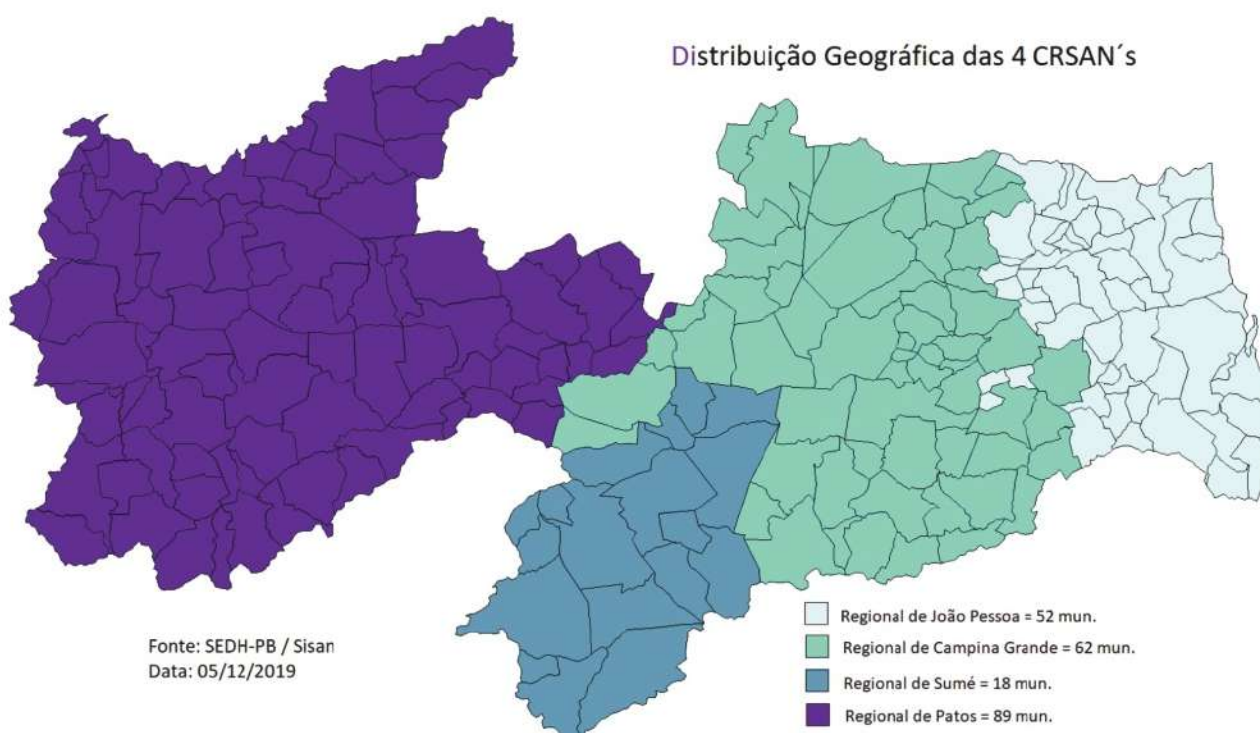 Distribuição Geográfica das 4 CRSAN´s
Regional de João Pessoa = 52 mun.
Regional de Campina Grande = 62 mun.
Regional de Sumé = 18 mun.
Regional de Patos = 89 mun.
Fonte: SEDH-PB / Sisan
Data: 05/12/2019